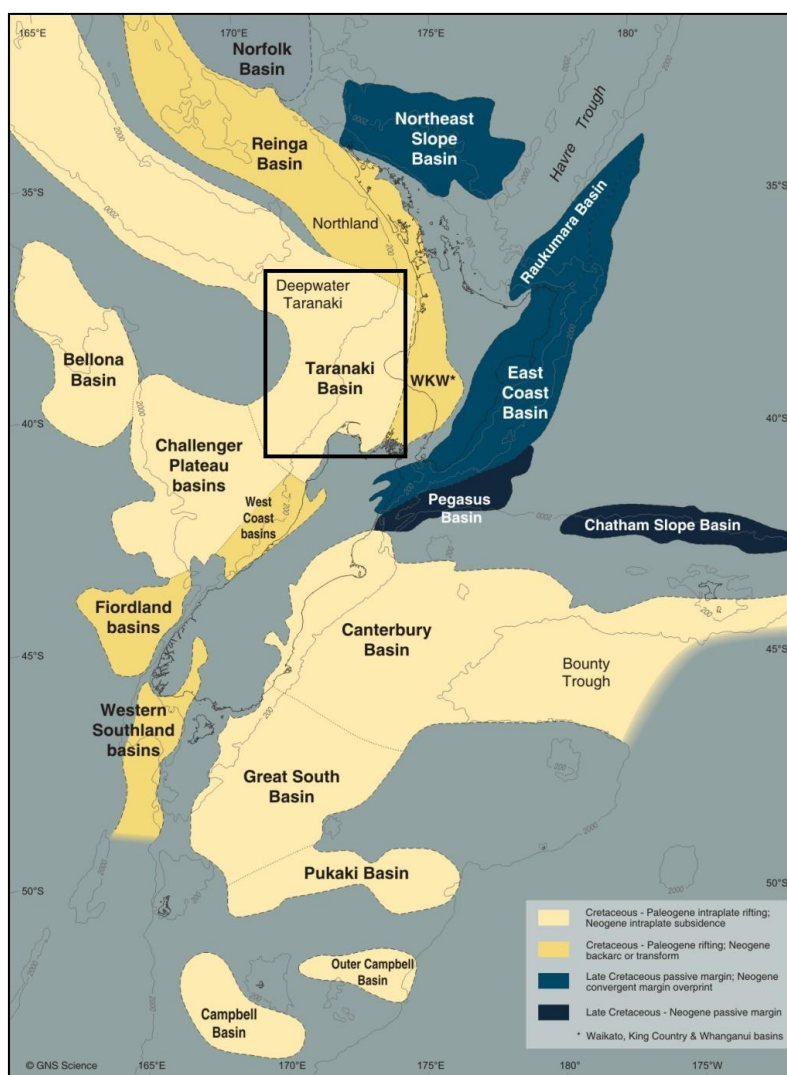 165°E
170°E
175°E
180°
Norfolk
Basin
Northeast
Slope
Basin
Havre Trough
Reinga
Basin
35°S
35°S
Raukumara Basin
Northland
Deepwater
Taranaki
Bellona
Basin
Taranaki
Basin
WKW*
East
Coast
Basin
40°S
40°S
Challenger
Plateau
basins
West
Coast
basins
Pegasus
Basin
Chatham Slope Basin
Fiordland
basins
Canterbury
Basin
45°S
45°S
Bounty
Trough
Western
Southland
basins
Great South
Basin
Pukaki Basin
50°S
50°S
Outer Campbell
Basin
Campbell
Basin
Cretaceous - Paleogene intraplate rifting;
Neogene intraplate subsidence
Cretaceous - Paleogene rifting; Neogene
backarc or transform
Late Cretaceous passive margin; Neogene
convergent margin overprint
Late Cretaceous - Neogene passive margin
* Waikato, King Country & Whanganui basins
© GNS Science
165°E
170°E
175°E
180°
175°W